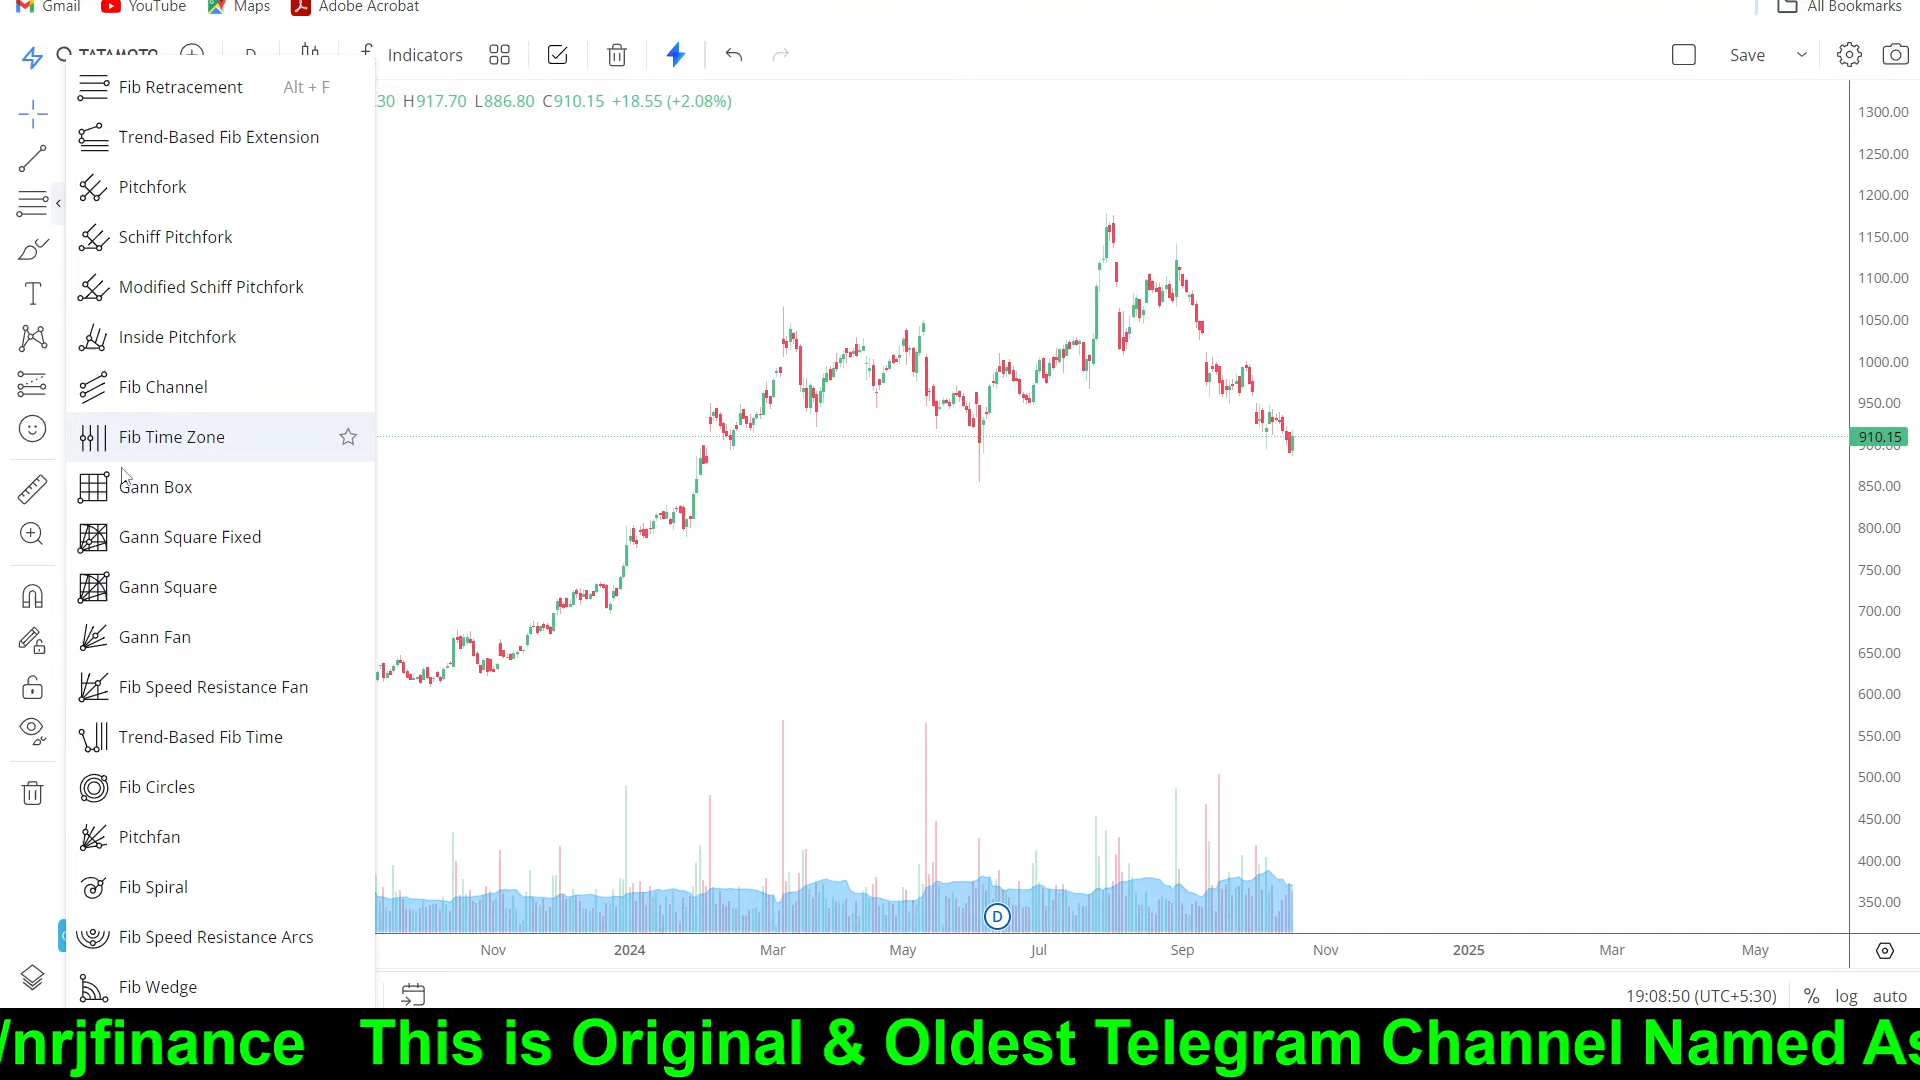 Gmail YouTube Maps Adobe Acrobat All Bookmarks
TATAMOTO D Indicators Save
Fib Retracement Alt + F
.30 H917.70 L886.80 C910.15 +18.55 (+2.08%)
Trend-Based Fib Extension
Pitchfork
Schiff Pitchfork
Modified Schiff Pitchfork
Inside Pitchfork
Fib Channel
Fib Time Zone
Gann Box
Gann Square Fixed
Gann Square
Gann Fan
Fib Speed Resistance Fan
Trend-Based Fib Time
Fib Circles
Pitchfan
Fib Spiral
Fib Speed Resistance Arcs
Fib Wedge
1300.00
1250.00
1200.00
1150.00
1100.00
1050.00
1000.00
950.00
910.15
850.00
800.00
750.00
700.00
650.00
600.00
550.00
500.00
450.00
400.00
350.00
D
Nov 2024 Mar May Jul Sep Nov 2025 Mar May
19:08:50 (UTC+5:30) % log auto
/nrjfinance This is Original & Oldest Telegram Channel Named As